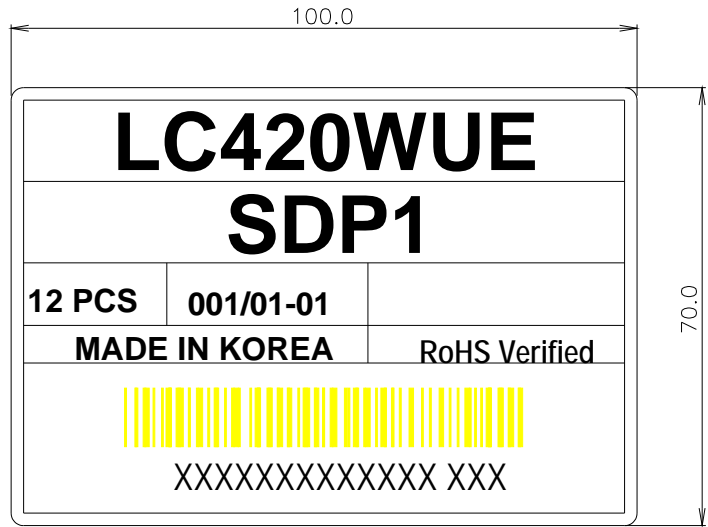 100.0
LC420WUE
SDP1
12 PCS 001/01-01
MADE IN KOREA RoHS Verified
XXXXXXXXXXXXX XXX
70.0